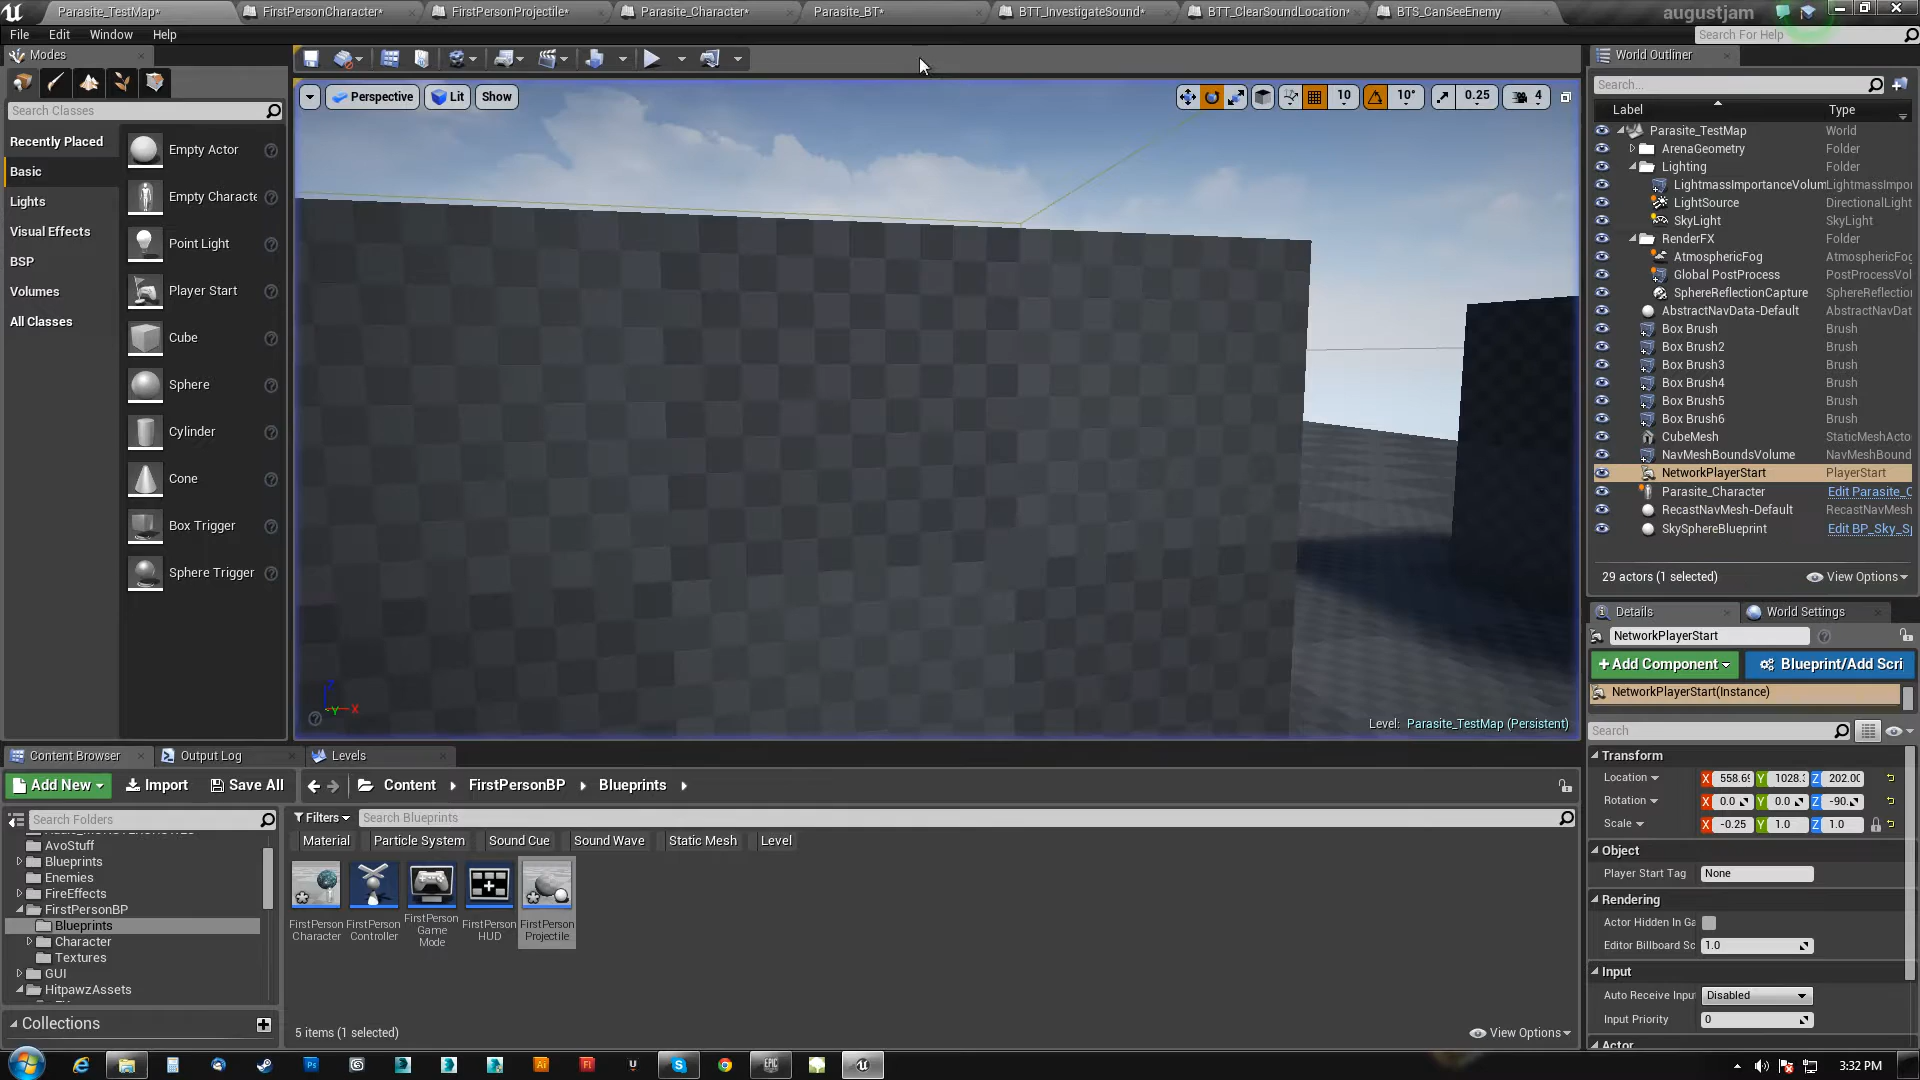 Parasite_TestMap* FirstPersonCharacter* FirstPersonProjectile* Parasite_Character* Parasite_BT* BTT_InvestigateSound* BTT_ClearSoundLocation* BTS_CanSeeEnemy augustjam
File Edit Window Help Search For Help
Modes
World Outliner
Perspective Lit Show 10 10° 0.25 4
Search...
Search Classes
Label Type
Recently Placed
Basic
Lights
Visual Effects
BSP
Volumes
All Classes
Empty Actor
Empty Characte
Point Light
Player Start
Cube
Sphere
Cylinder
Cone
Box Trigger
Sphere Trigger
Parasite_TestMap World
ArenaGeometry Folder
Lighting Folder
LightmassImportanceVolum LightmassImpor
LightSource DirectionalLight
SkyLight SkyLight
RenderFX Folder
AtmosphericFog AtmosphericFog
Global PostProcess PostProcessVol
SphereReflectionCapture SphereReflectio
AbstractNavData-Default AbstractNavDat
Box Brush Brush
Box Brush2 Brush
Box Brush3 Brush
Box Brush4 Brush
Box Brush5 Brush
Box Brush6 Brush
CubeMesh StaticMeshActo
NavMeshBoundsVolume NavMeshBound
NetworkPlayerStart PlayerStart
Parasite_Character Edit Parasite_C
RecastNavMesh-Default RecastNavMesh
SkySphereBlueprint Edit BP_Sky_Sp
29 actors (1 selected) View Options
Z
Y X
Level: Parasite_TestMap (Persistent)
Details World Settings
NetworkPlayerStart
+Add Component Blueprint/Add Scri
NetworkPlayerStart(Instance)
Search
Transform
Location X 558.69 Y 1028.3 Z 202.00
Rotation X 0.0 Y 0.0 Z -90.
Scale X -0.25 Y 1.0 Z 1.0
Object
Player Start Tag None
Rendering
Actor Hidden In Ga
Editor Billboard Sc 1.0
Input
Auto Receive Input Disabled
Input Priority 0
Actor
Content Browser Output Log Levels
Add New Import Save All Content FirstPersonBP Blueprints
Search Folders
AvoStuff
Blueprints
Enemies
FireEffects
FirstPersonBP
Blueprints
Character
Textures
GUI
HitpawzAssets
Collections
Filters Search Blueprints
Material Particle System Sound Cue Sound Wave Static Mesh Level
FirstPerson Character
FirstPerson Controller
FirstPerson Game Mode
FirstPerson HUD
FirstPerson Projectile
5 items (1 selected) View Options
Ps Ai Fl EPIC
3:32 PM